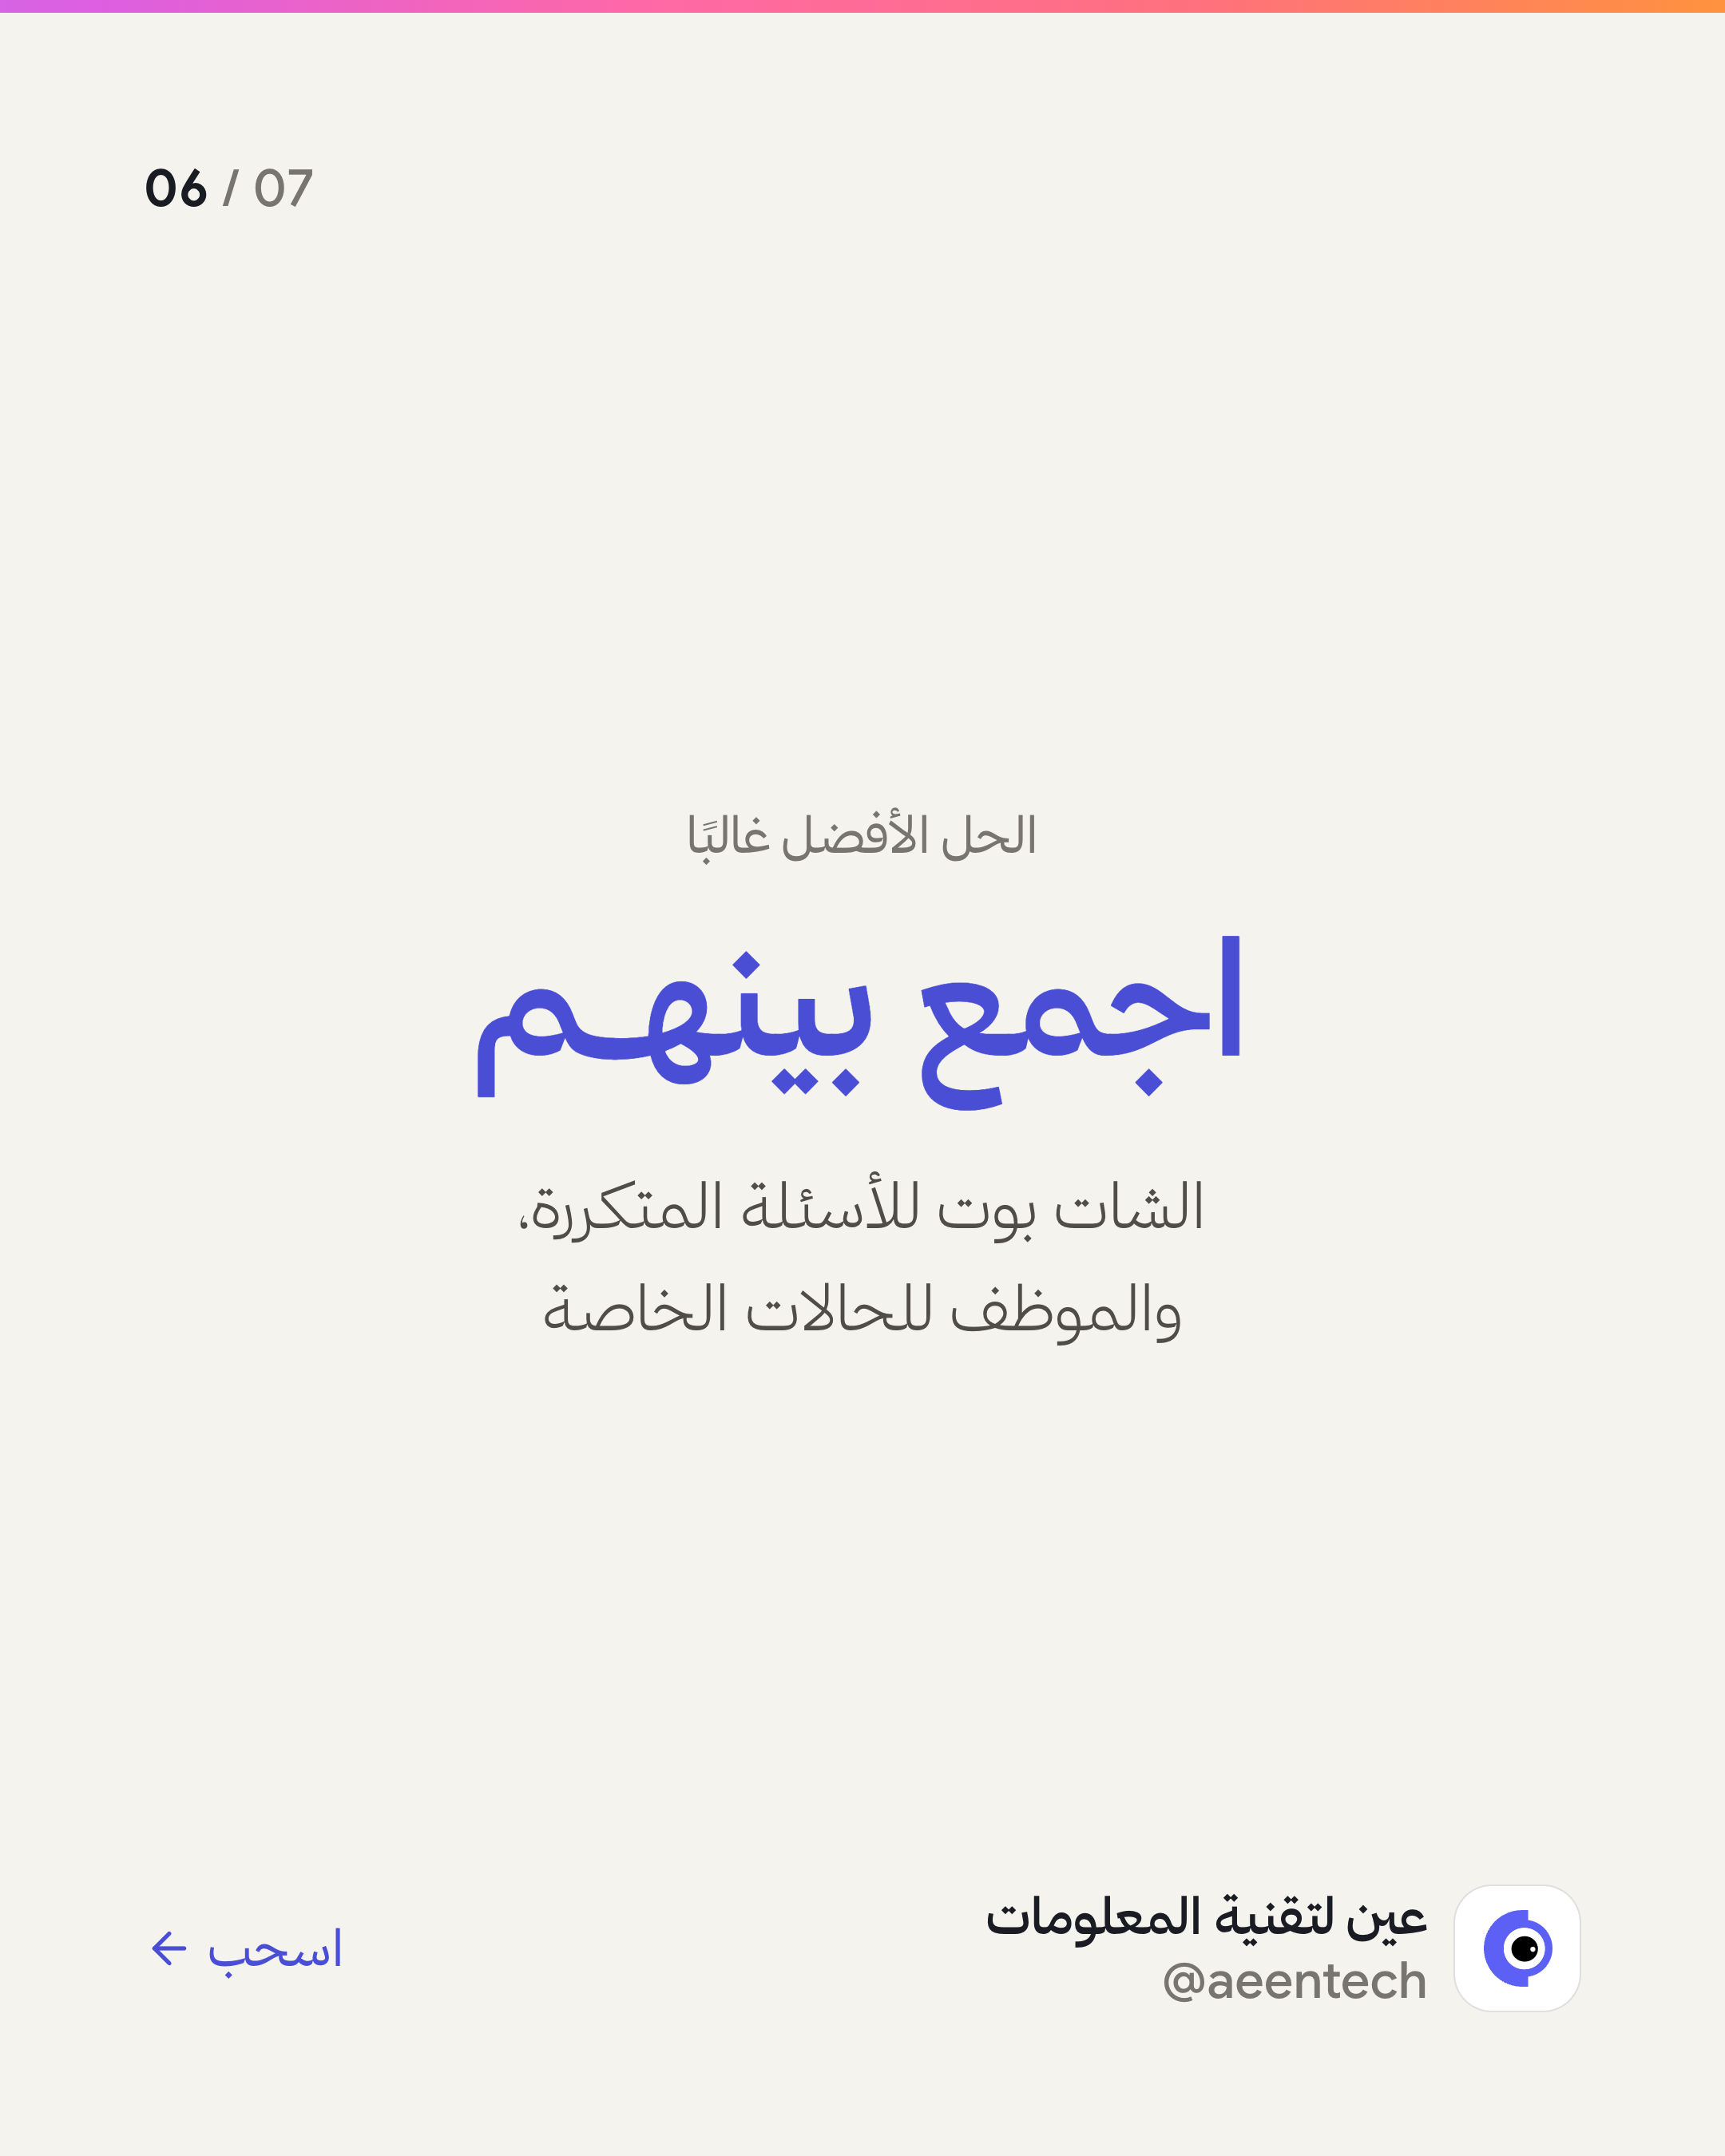 06 / 07
الحل الأفضل غالبًا
اجمع بينهم
الشات بوت للأسئلة المتكررة،
والموظف للحالات الخاصة
عين لتقنية المعلومات
@aeentech
اسحب ←